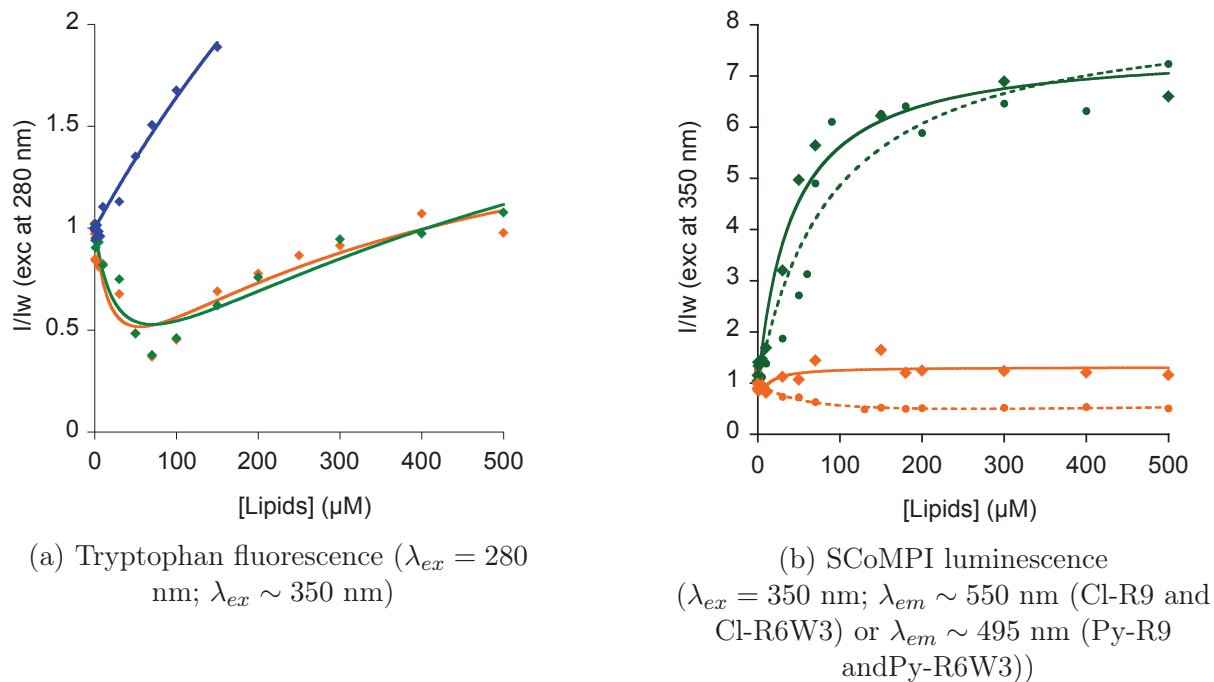 2
1.5
1
0.5
0
I/Iw (exc at 280 nm)
0 100 200 300 400 500
[Lipids] (µM)
(a) Tryptophan fluorescence (λex = 280
nm; λex ∼ 350 nm)
8
7
6
5
4
3
2
1
0
I/Iw (exc at 350 nm)
0 100 200 300 400 500
[Lipids] (µM)
(b) SCoMPI luminescence
(λex = 350 nm; λem ∼ 550 nm (Cl-R9 and
Cl-R6W3) or λem ∼ 495 nm (Py-R9
andPy-R6W3))